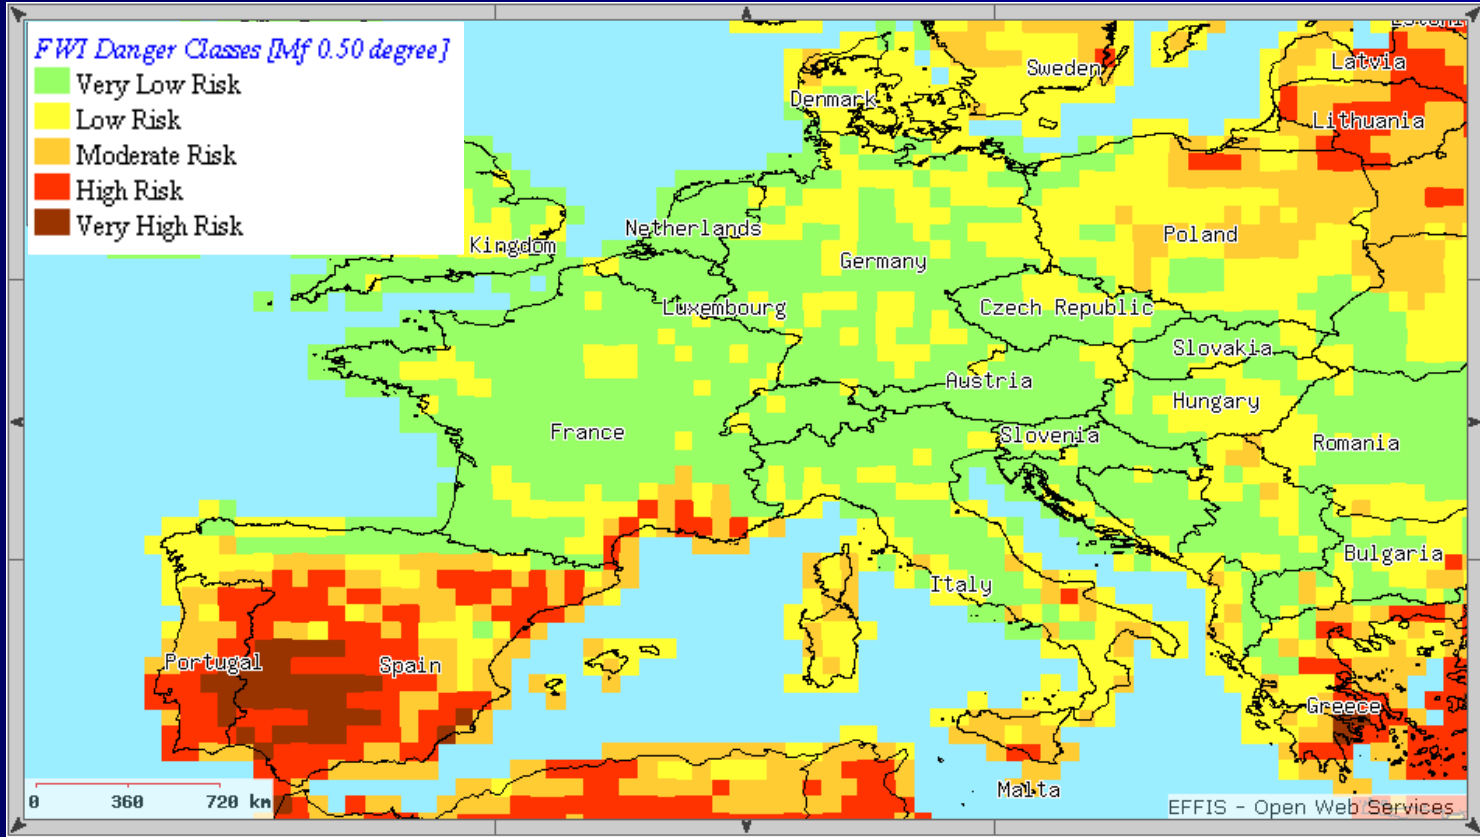 FWI Danger Classes [Mf 0.50 degree]
Very Low Risk
Low Risk
Moderate Risk
High Risk
Very High Risk
Estoni
Latvia
Sweden
Denmark
Lithuania
Netherlands
Kingdom
Poland
Germany
Luxembourg
Czech Republic
Slovakia
Austria
Hungary
France
Slovenia
Romania
Bulgaria
Italy
Portugal
Spain
Greece
Malta
0 360 720 km
EFFIS - Open Web Services